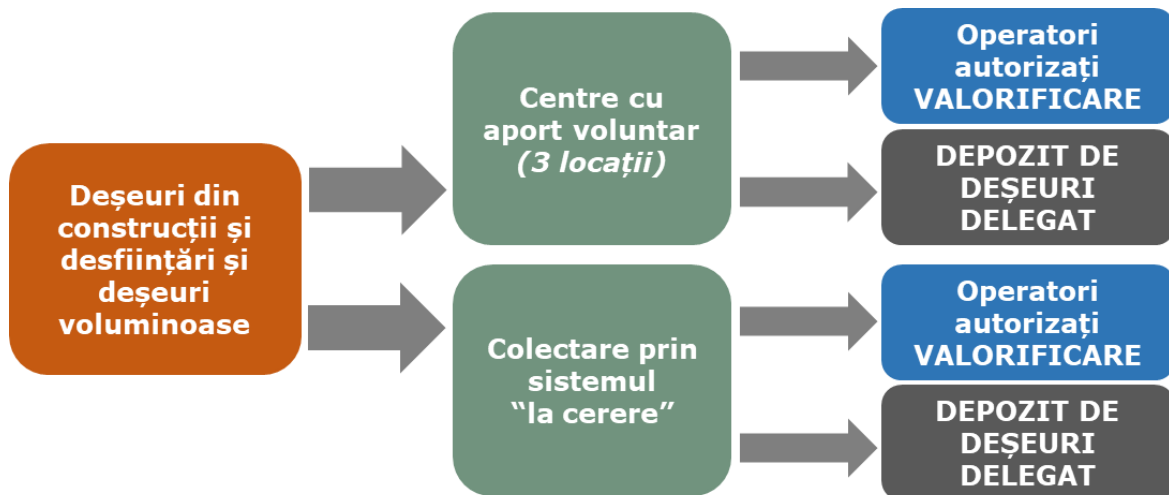 Deșeuri din
construcții și
desființări și
deșeuri
voluminoase
Centre cu
aport voluntar
(3 locații)
Operatori
autorizați
VALORIFICARE
DEPOZIT DE
DEȘEURI
DELEGAT
Colectare prin
sistemul
“la cerere”
Operatori
autorizați
VALORIFICARE
DEPOZIT DE
DEȘEURI
DELEGAT